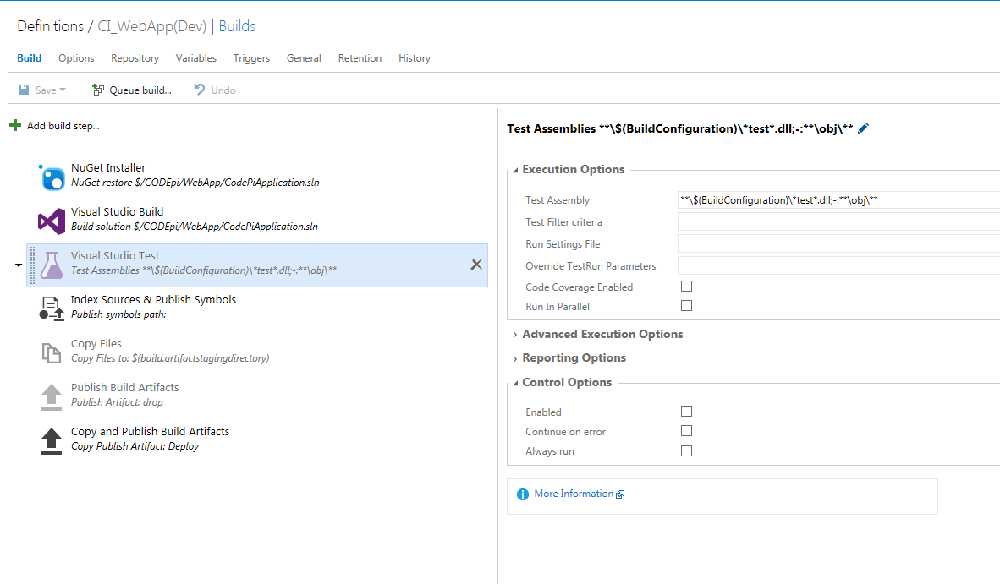 Definitions / CI_WebApp(Dev) | Builds
Build Options Repository Variables Triggers General Retention History
Save Queue build... Undo
Add build step...
NuGet Installer
NuGet restore $/CODEpi/WebApp/CodePiApplication.sln
Visual Studio Build
Build solution $/CODEpi/WebApp/CodePiApplication.sln
Visual Studio Test
Test Assemblies **\$(BuildConfiguration)\*test*.dll;-:**\obj\**
Index Sources & Publish Symbols
Publish symbols path:
Copy Files
Copy Files to: $(build.artifactstagingdirectory)
Publish Build Artifacts
Publish Artifact: drop
Copy and Publish Build Artifacts
Copy Publish Artifact: Deploy
Test Assemblies **\$(BuildConfiguration)\*test*.dll;-:**\obj\**
Execution Options
Test Assembly **\$(BuildConfiguration)\*test*.dll;-:**\obj\**
Test Filter criteria
Run Settings File
Override TestRun Parameters
Code Coverage Enabled
Run In Parallel
Advanced Execution Options
Reporting Options
Control Options
Enabled
Continue on error
Always run
More Information